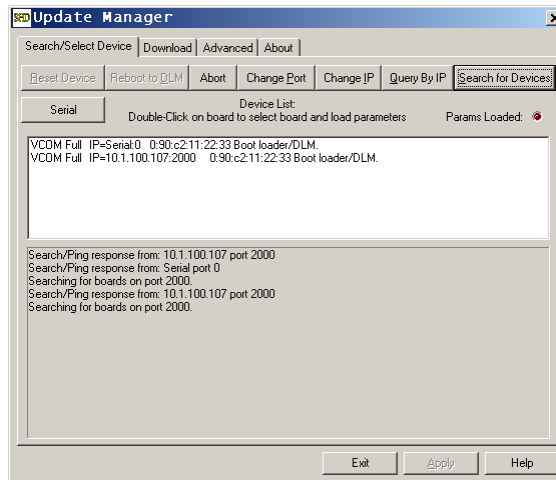 SHD Update Manager
Search/Select Device Download Advanced About
Reset Device Reboot to DLM Abort Change Port Change IP Query By IP Search for Devices
Serial
Device List:
Double-Click on board to select board and load parameters
Params Loaded:
VCOM Full IP=Serial:0 0:90:c2:11:22:33 Boot loader/DLM.
VCOM Full IP=10.1.100.107:2000 0:90:c2:11:22:33 Boot loader/DLM.
Search/Ping response from: 10.1.100.107 port 2000
Search/Ping response from: Serial port 0
Searching for boards on port 2000.
Search/Ping response from: 10.1.100.107 port 2000
Searching for boards on port 2000.
Exit Apply Help